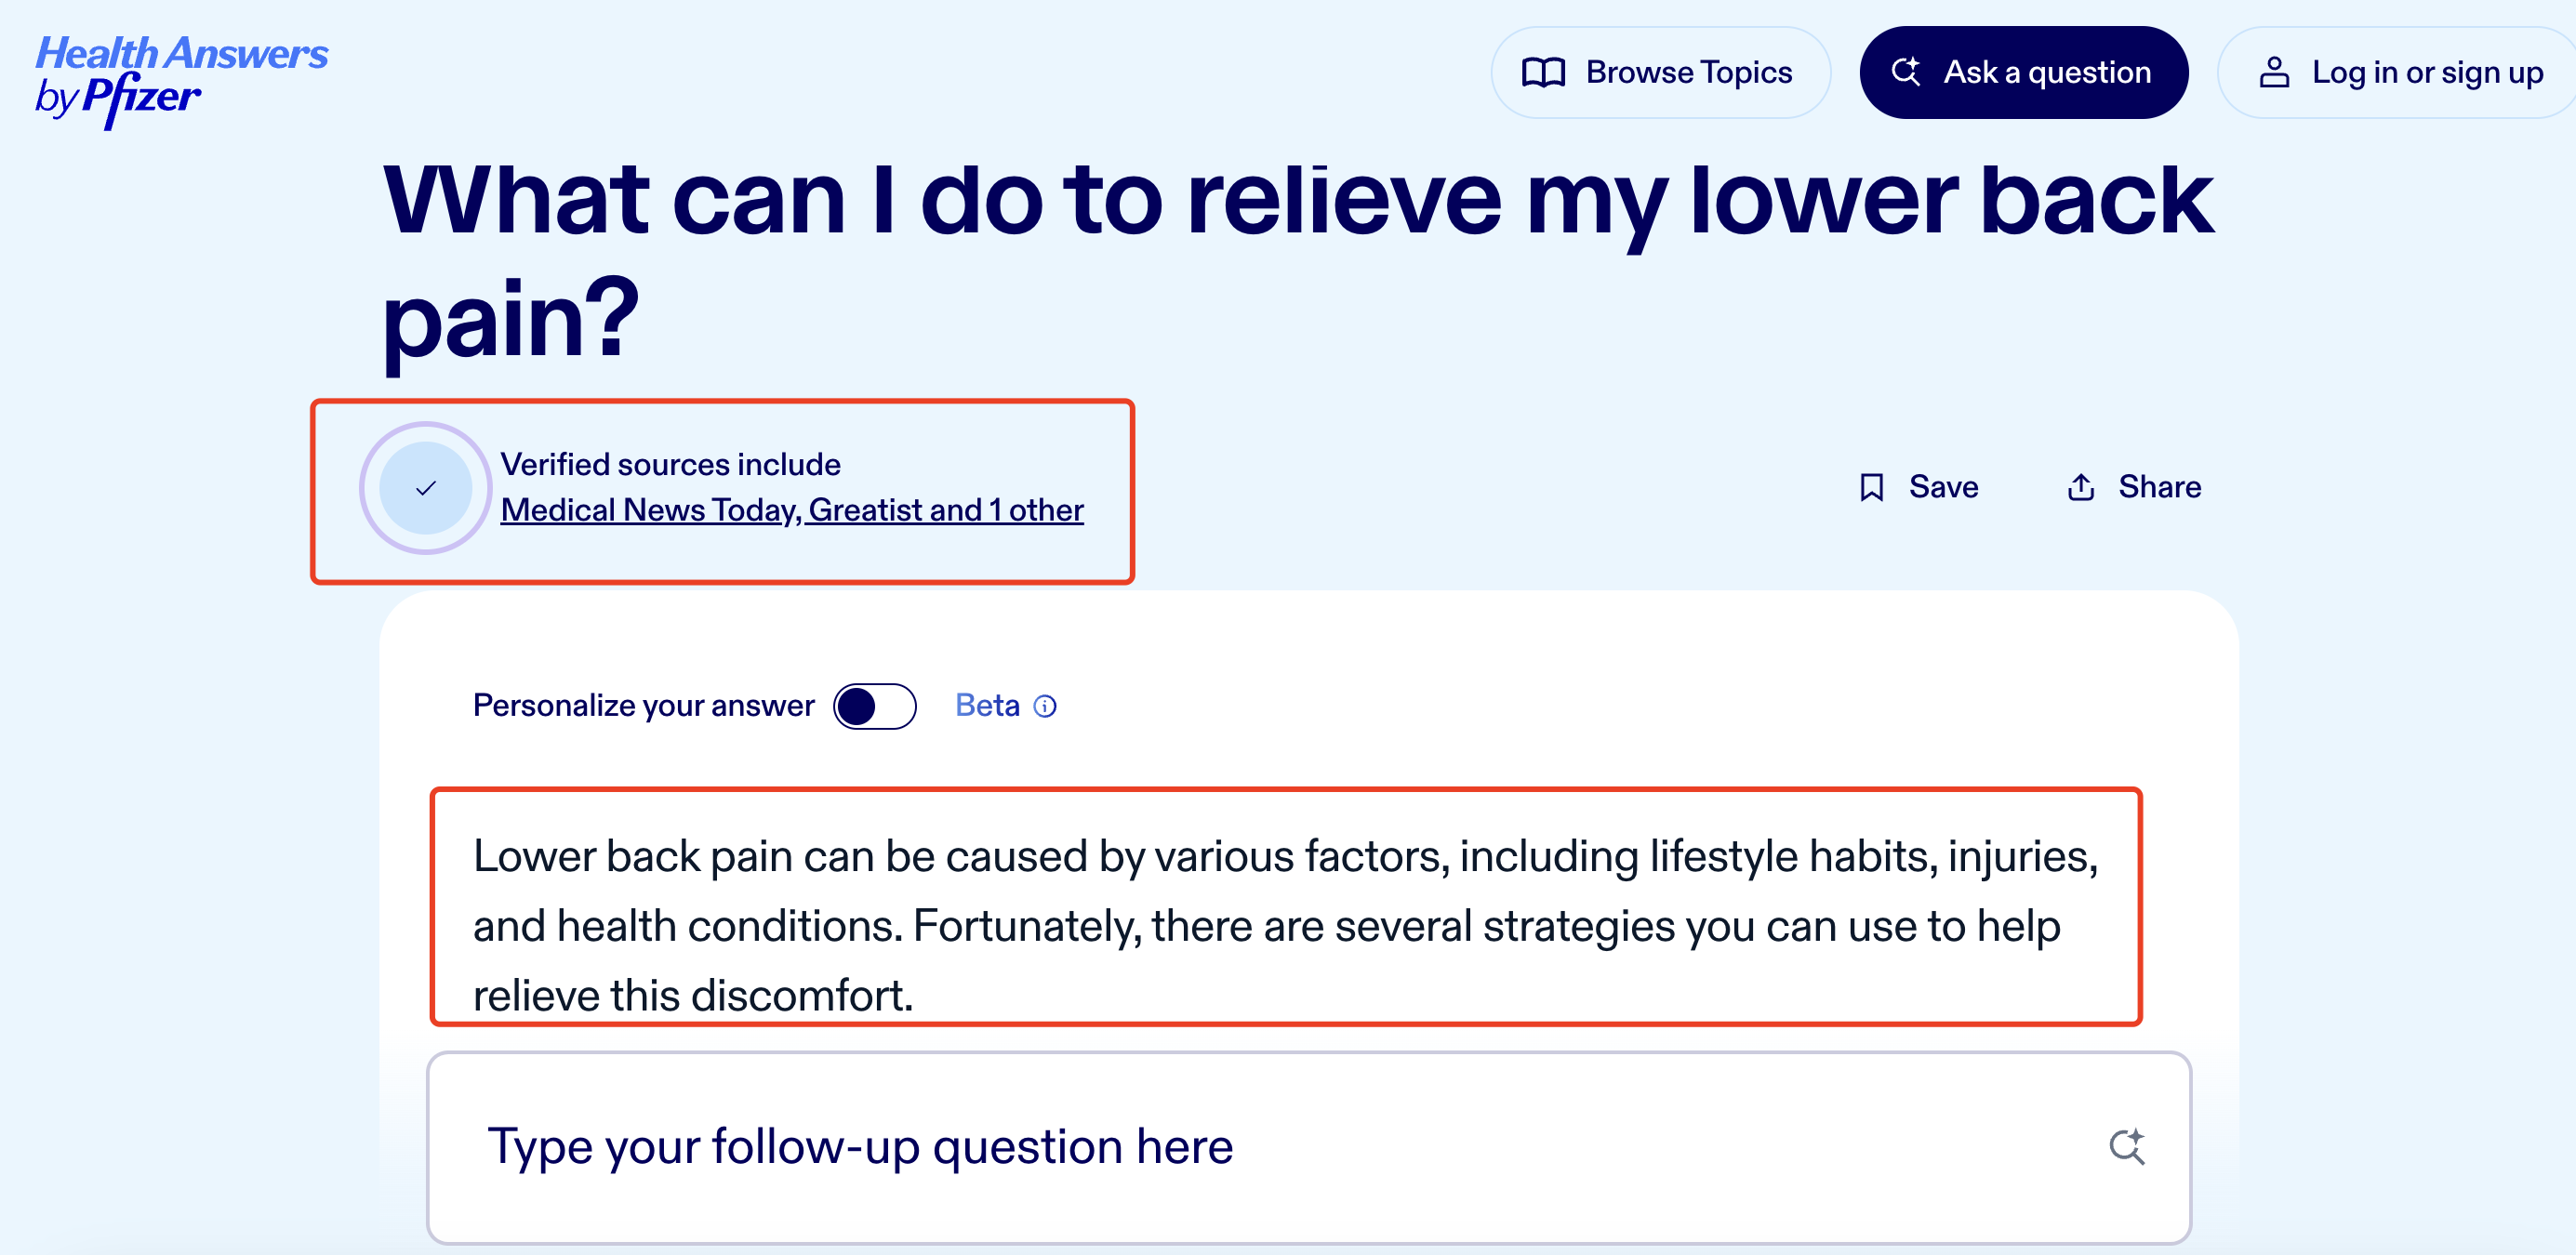 Health Answers
by Pfizer
Browse Topics
Ask a question
Log in or sign up
What can I do to relieve my lower back
pain?
Verified sources include
Medical News Today, Greatist and 1 other
Save
Share
Personalize your answer
Beta
Lower back pain can be caused by various factors, including lifestyle habits, injuries,
and health conditions. Fortunately, there are several strategies you can use to help
relieve this discomfort.
Type your follow-up question here